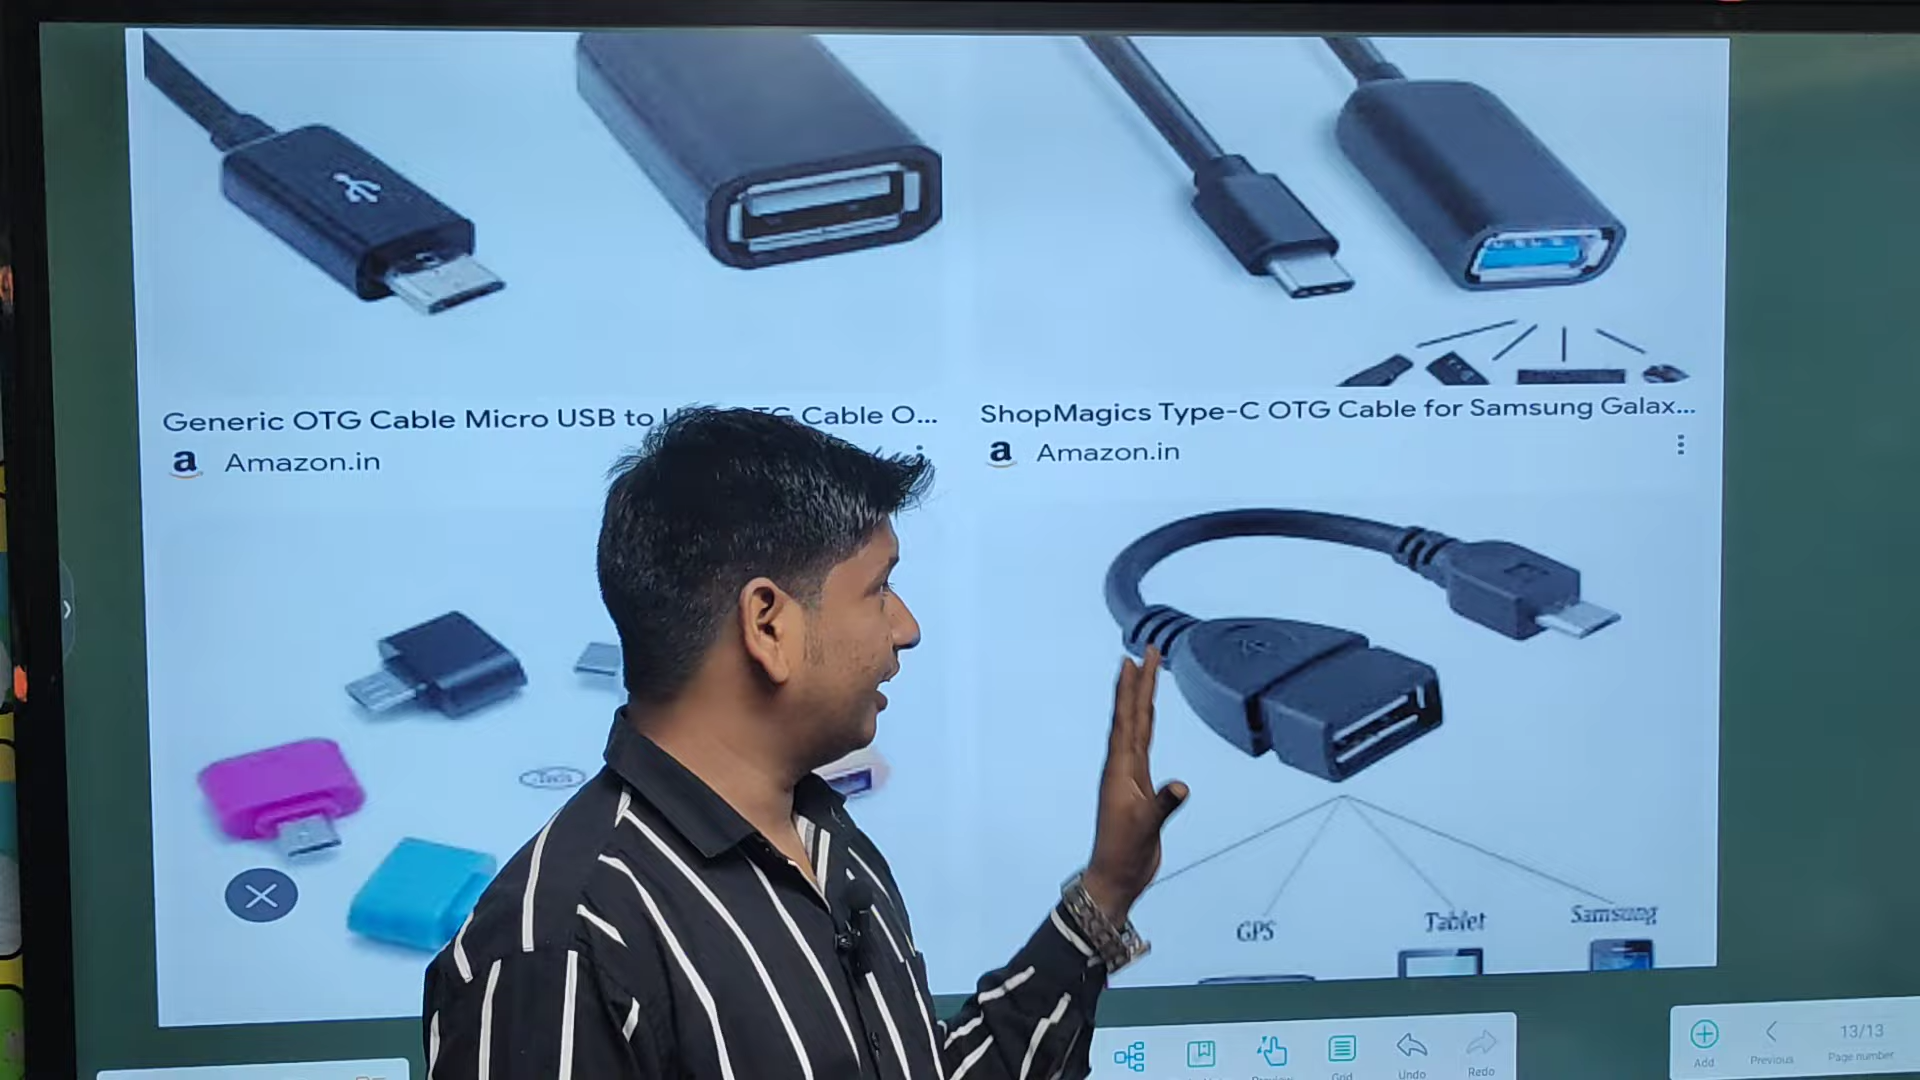 Generic OTG Cable Micro USB to Cable O...
a Amazon.in
ShopMagics Type-C OTG Cable for Samsung Galax...
a Amazon.in
GPS
Tablet
Samsung
Grid
Undo
Redo
Add
Previous
13/13
Page number